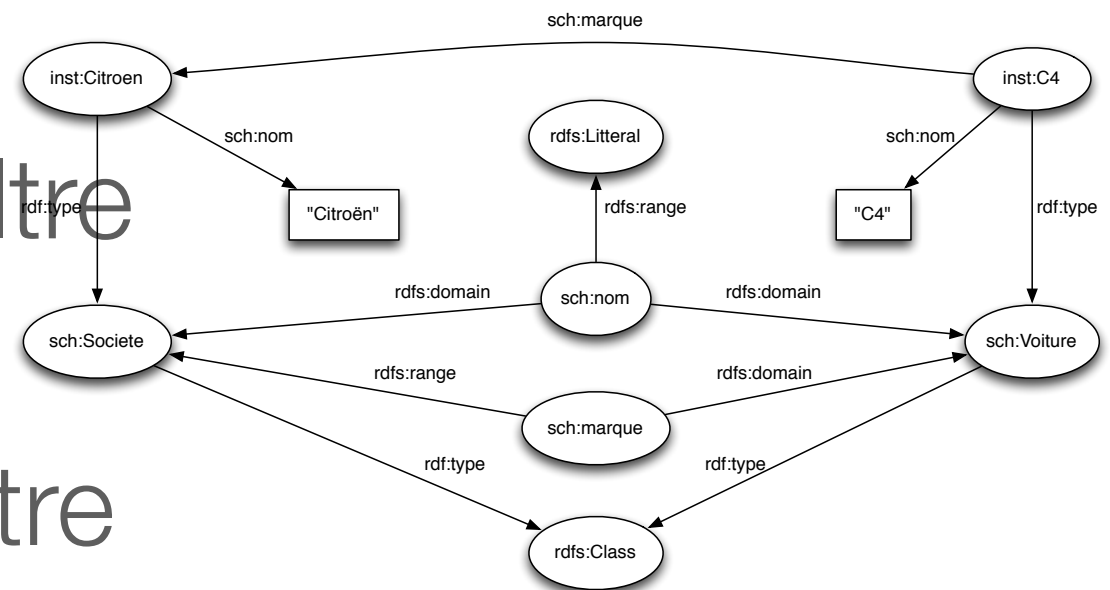 sch:marque
inst:Citroen
inst:C4
sch:nom
rdfs:Litteral
sch:nom
ltre
rdf:type
"Citroën"
rdfs:range
"C4"
rdf:type
rdfs:domain
sch:nom
rdfs:domain
sch:Societe
sch:Voiture
rdfs:range
rdfs:domain
sch:marque
rdf:type
rdf:type
tre
rdfs:Class